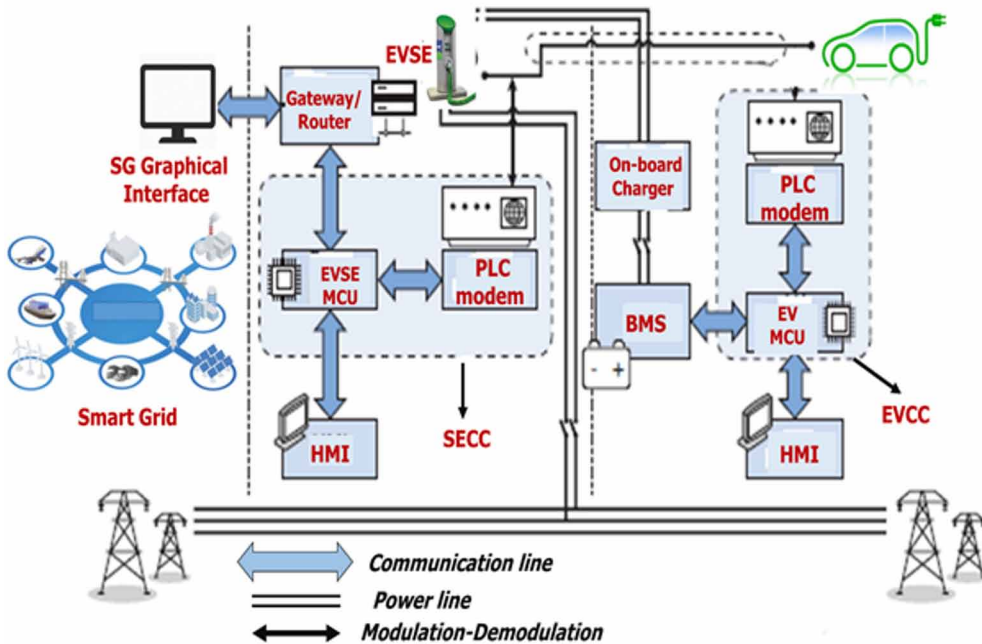 EVSE
Gateway/
Router
SG Graphical
Interface
On-board
Charger
PLC
modem
EVSE
MCU
PLC
modem
BMS
EV
MCU
- +
Smart Grid
HMI
SECC
HMI
EVCC
Communication line
Power line
Modulation-Demodulation